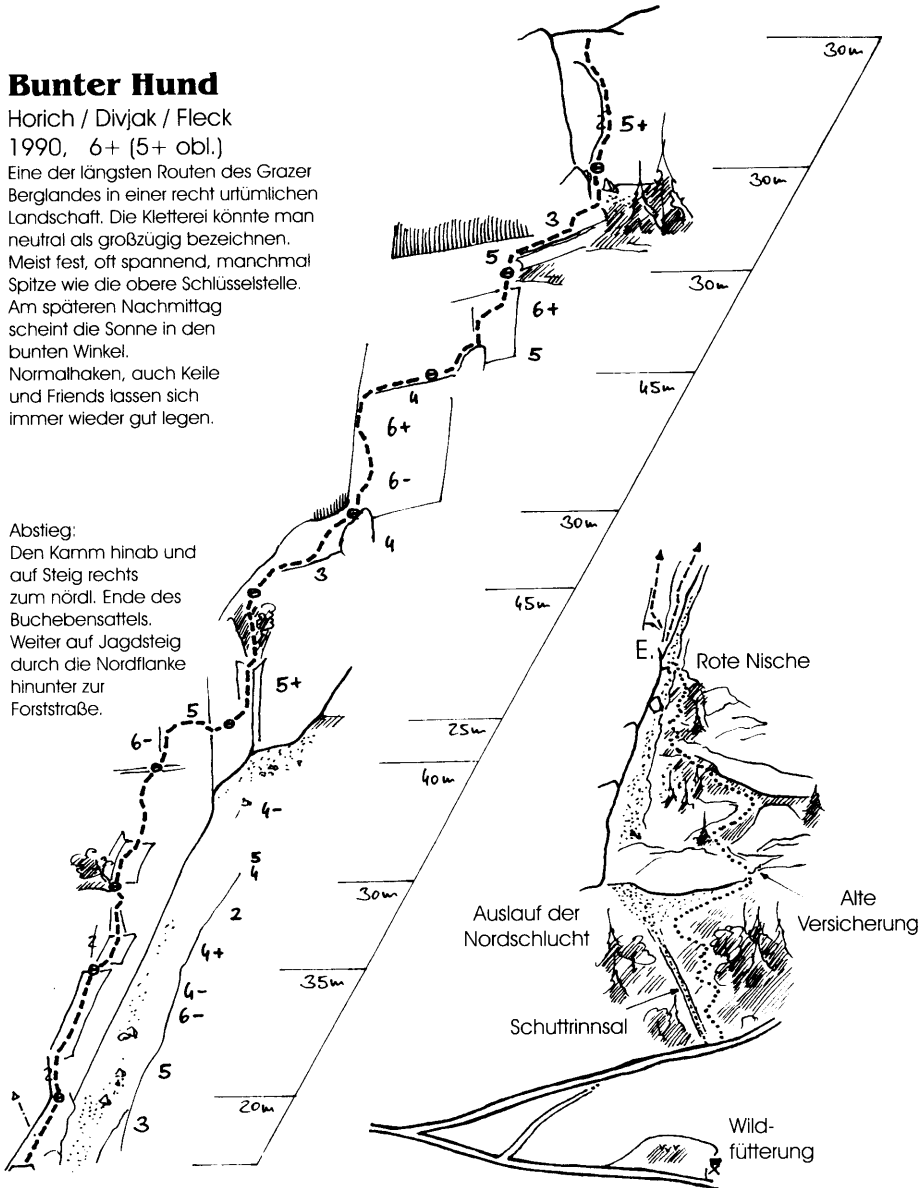 Bunter Hund
Horich / Divjak / Fleck
1990, 6+ (5+ obl.)
Eine der längsten Routen des Grazer
Berglandes in einer recht urtümlichen
Landschaft. Die Kletterei könnte man
neutral als großzügig bezeichnen.
Meist fest, oft spannend, manchmal
Spitze wie die obere Schlüsselstelle.
Am späteren Nachmittag
scheint die Sonne in den
bunten Winkel.
Normalhaken, auch Keile
und Friends lassen sich
immer wieder gut legen.
Abstieg:
Den Kamm hinab und
auf Steig rechts
zum nördl. Ende des
Buchebensattels.
Weiter auf Jagdsteig
durch die Nordflanke
hinunter zur
Forststraße.
30m
5+
30m
3
5
30m
6+
5
45m
4
6+
6-
30m
4
3
45m
5+
5
25m
6-
40m
4-
5
4
30m
2
4+
35m
4-
6-
5
20m
3
E.
Rote Nische
Alte
Versicherung
Auslauf der
Nordschlucht
Schuttrinnsal
Wild-
fütterung